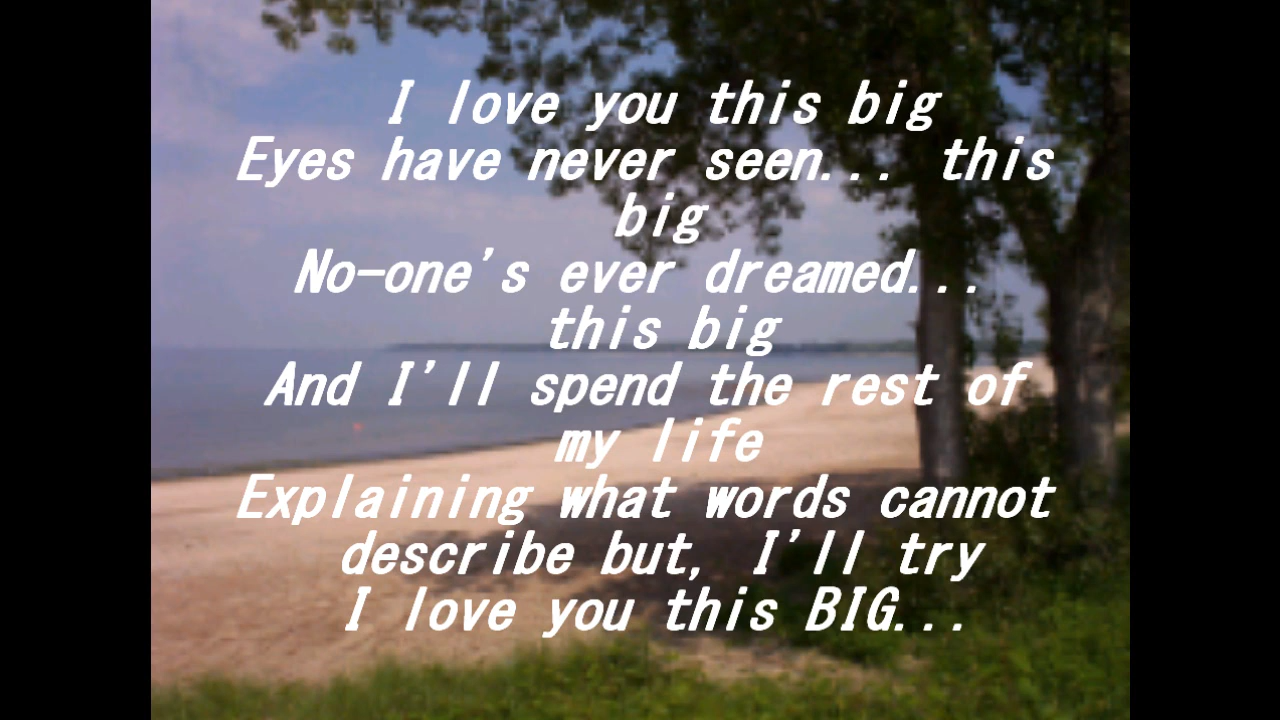 I love you this big
Eyes have never seen... this
big
No-one's ever dreamed...
this big
And I'll spend the rest of
my life
Explaining what words cannot
describe but, I'll try
I love you this BIG...